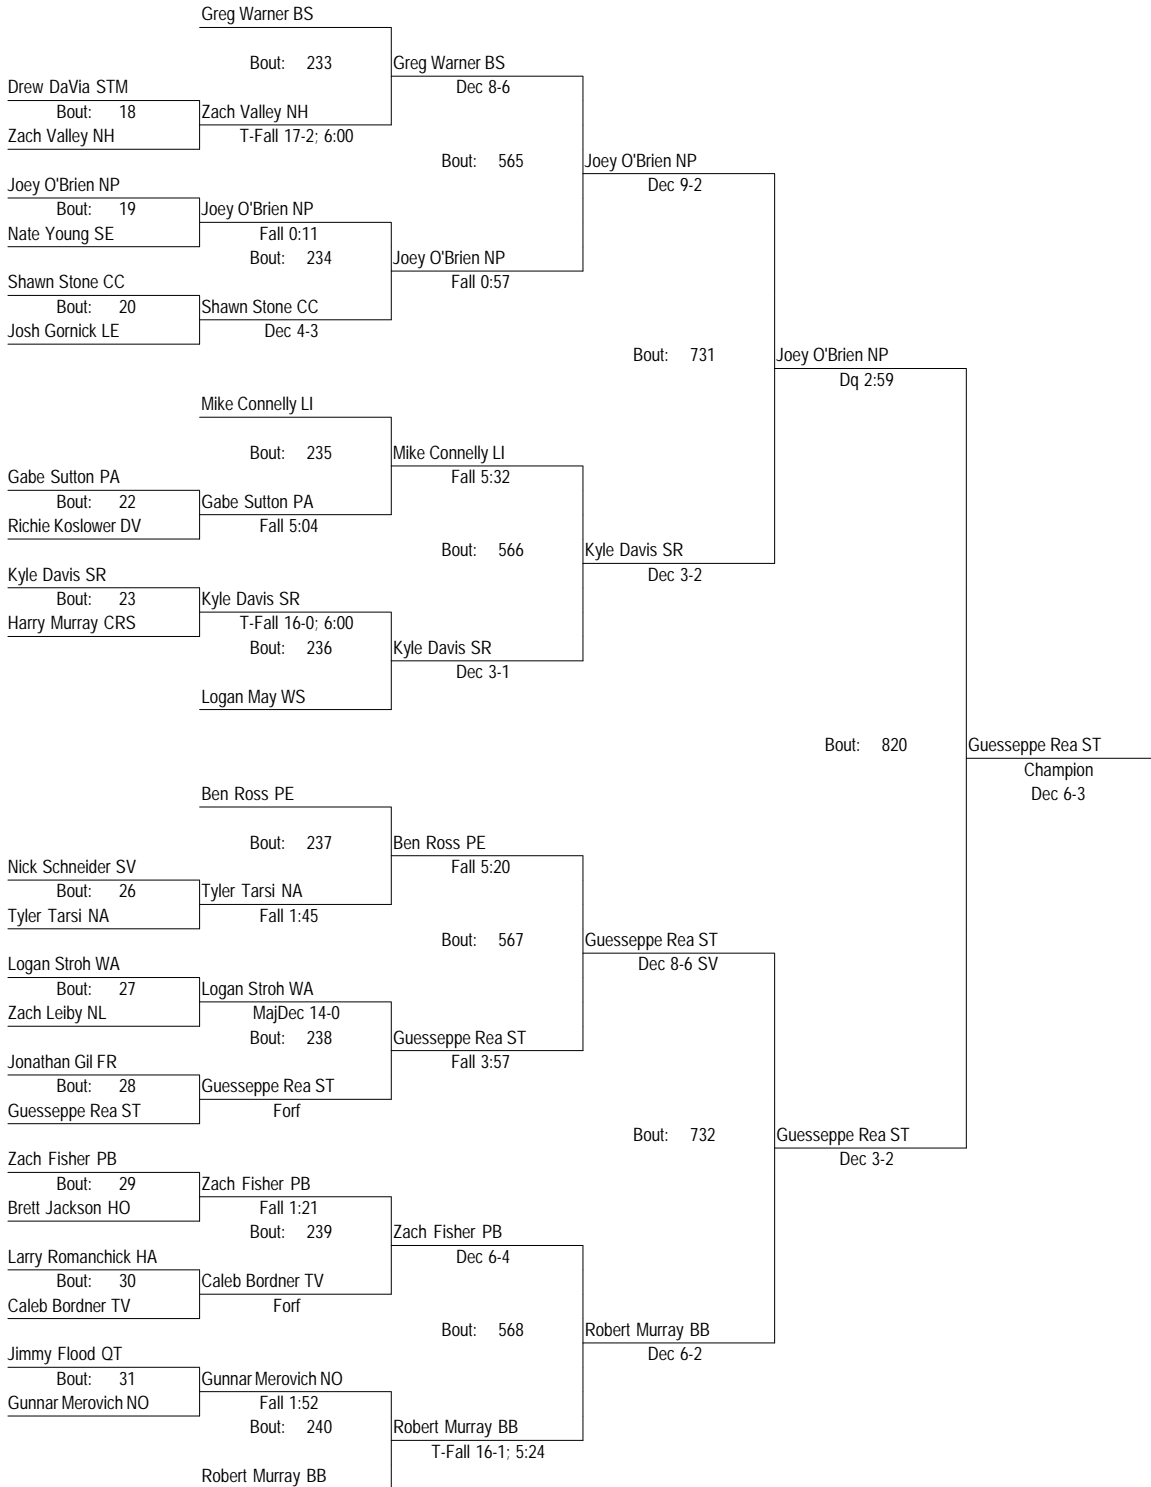 Greg Warner BS
Bout: 233
Greg Warner BS
Drew DaVia STM
Dec 8-6
Bout: 18
Zach Valley NH
Zach Valley NH
T-Fall 17-2; 6:00
Bout: 565
Joey O'Brien NP
Joey O'Brien NP
Dec 9-2
Bout: 19
Joey O'Brien NP
Nate Young SE
Fall 0:11
Bout: 234
Joey O'Brien NP
Shawn Stone CC
Fall 0:57
Bout: 20
Shawn Stone CC
Josh Gornick LE
Dec 4-3
Bout: 731
Joey O'Brien NP
Dq 2:59
Mike Connelly LI
Bout: 235
Mike Connelly LI
Gabe Sutton PA
Fall 5:32
Bout: 22
Gabe Sutton PA
Richie Koslower DV
Fall 5:04
Bout: 566
Kyle Davis SR
Kyle Davis SR
Dec 3-2
Bout: 23
Kyle Davis SR
Harry Murray CRS
T-Fall 16-0; 6:00
Bout: 236
Kyle Davis SR
Dec 3-1
Logan May WS
Bout: 820
Guesseppe Rea ST
Champion
Dec 6-3
Ben Ross PE
Bout: 237
Ben Ross PE
Nick Schneider SV
Fall 5:20
Bout: 26
Tyler Tarsi NA
Tyler Tarsi NA
Fall 1:45
Bout: 567
Guesseppe Rea ST
Logan Stroh WA
Dec 8-6 SV
Bout: 27
Logan Stroh WA
Zach Leiby NL
MajDec 14-0
Bout: 238
Guesseppe Rea ST
Jonathan Gil FR
Fall 3:57
Bout: 28
Guesseppe Rea ST
Guesseppe Rea ST
Forf
Bout: 732
Guesseppe Rea ST
Zach Fisher PB
Dec 3-2
Bout: 29
Zach Fisher PB
Brett Jackson HO
Fall 1:21
Bout: 239
Zach Fisher PB
Larry Romanchick HA
Dec 6-4
Bout: 30
Caleb Bordner TV
Caleb Bordner TV
Forf
Bout: 568
Robert Murray BB
Jimmy Flood QT
Dec 6-2
Bout: 31
Gunnar Merovich NO
Gunnar Merovich NO
Fall 1:52
Bout: 240
Robert Murray BB
T-Fall 16-1; 5:24
Robert Murray BB